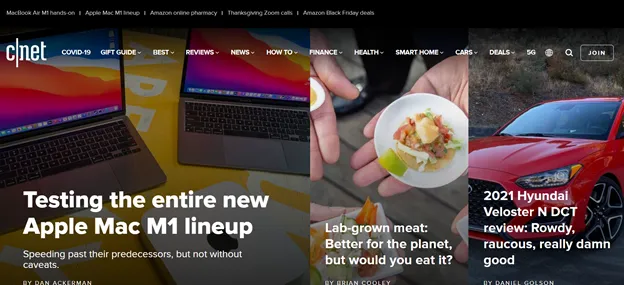 MacBook Air M1 hands-on | Apple Mac M1 lineup | Amazon online pharmacy | Thanksgiving Zoom calls | Amazon Black Friday deals
c|net COVID-19 GIFT GUIDE BEST REVIEWS NEWS HOW TO FINANCE HEALTH SMART HOME CARS DEALS 5G JOIN
Testing the entire new
Apple Mac M1 lineup
Speeding past their predecessors, but not without
caveats.
BY DAN ACKERMAN
Lab-grown meat:
Better for the planet,
but would you eat it?
BY BRIAN COOLEY
2021 Hyundai
Veloster N DCT
review: Rowdy,
raucous, really damn
good
BY DANIEL GOLSON